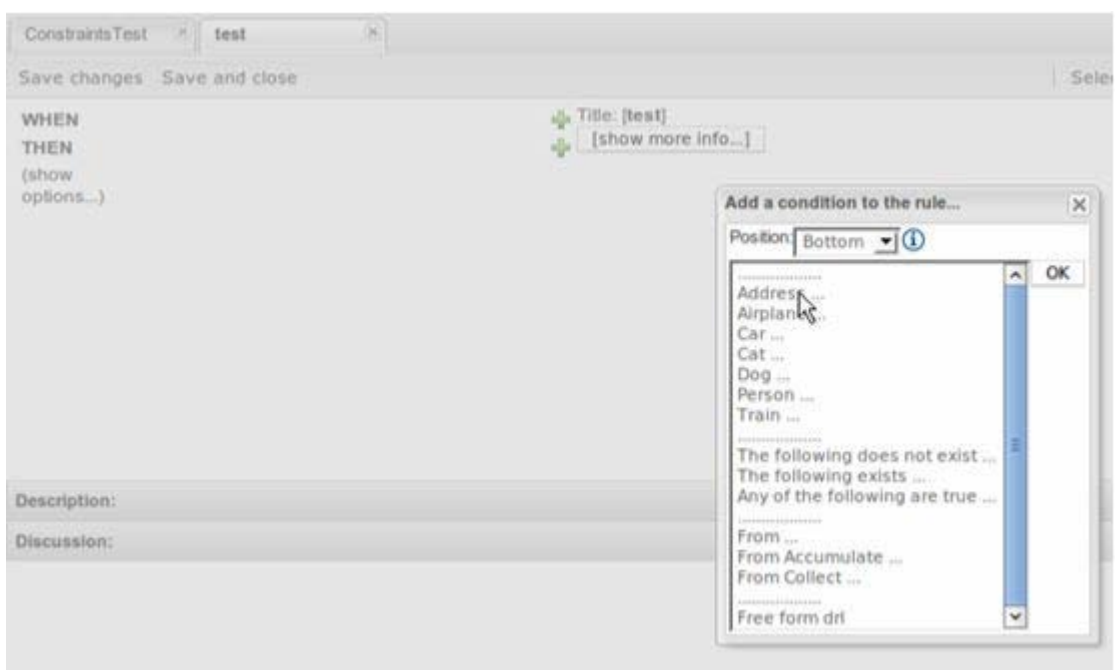 ConstraintsTest test
Save changes Save and close Selec
WHEN Title: [test]
THEN [show more info...]
(show
options...)
Add a condition to the rule...
Position: Bottom
....................
Address ...
Airplane ...
Car ...
Cat ...
Dog ...
Person ...
Train ...
....................
The following does not exist ...
The following exists ...
Any of the following are true ...
....................
From ...
From Accumulate ...
From Collect ...
....................
Free form drl
OK
Description:
Discussion: